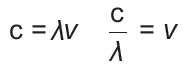 c = λv c/λ = v